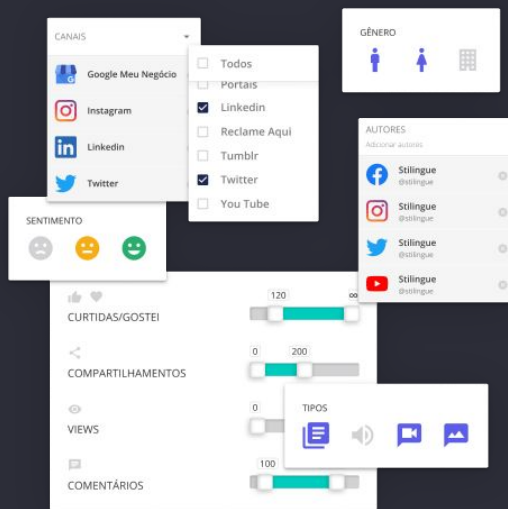 CANAIS
Google Meu Negócio
Instagram
Linkedin
Twitter
Todos
Portais
Linkedin
Reclame Aqui
Tumblr
Twitter
You Tube
GÊNERO
AUTORES
Adicionar autores
Stilingue
@stilingue
Stilingue
@stilingue
Stilingue
@stilingue
Stilingue
@stilingue
SENTIMENTO
120 ∞
CURTIDAS/GOSTEI
0 200
COMPARTILHAMENTOS
0
VIEWS
TIPOS
100
COMENTÁRIOS